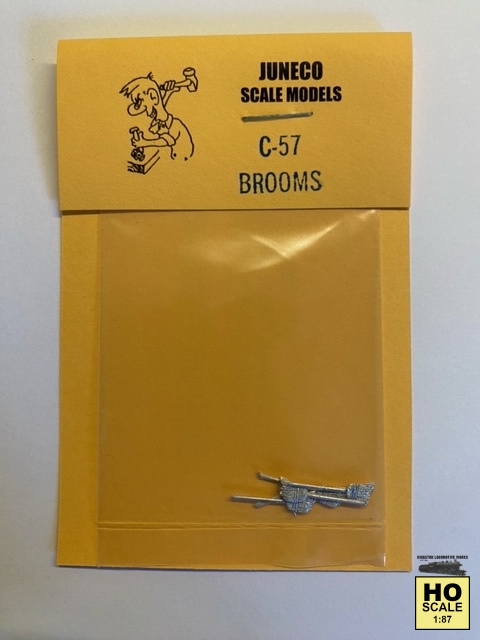 JUNECO
SCALE MODELS
C-57
BROOMS
HO
SCALE
1:87